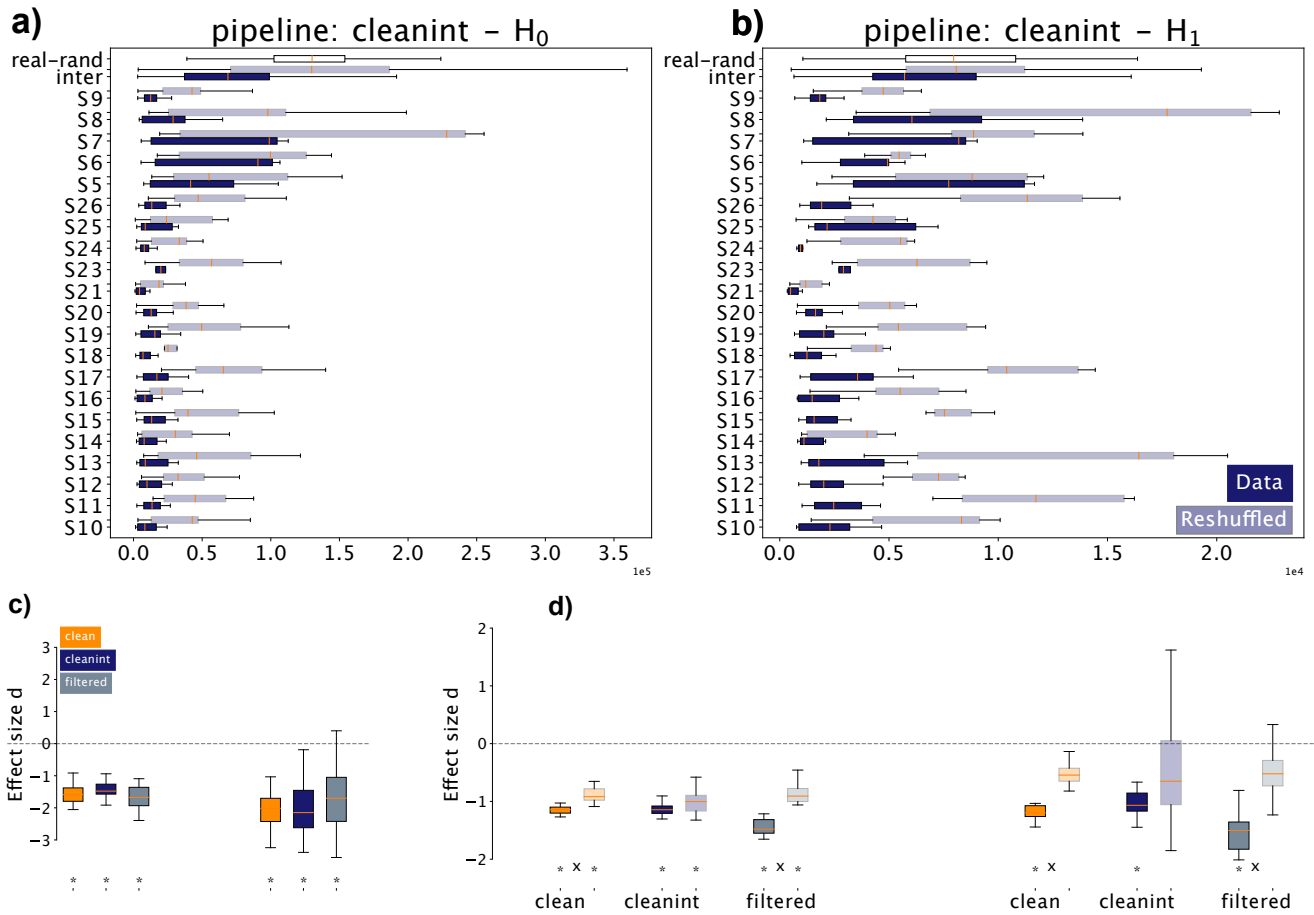 a)
pipeline: cleanint – H0
real-rand
inter
S9
S8
S7
S6
S5
S26
S25
S24
S23
S21
S20
S19
S18
S17
S16
S15
S14
S13
S12
S11
S10
0.0 0.5 1.0 1.5 2.0 2.5 3.0 3.5
1e5
b)
pipeline: cleanint – H1
real-rand
inter
S9
S8
S7
S6
S5
S26
S25
S24
S23
S21
S20
S19
S18
S17
S16
S15
S14
S13
S12
S11
S10
Data
Reshuffled
0.0 0.5 1.0 1.5 2.0
1e4
c)
clean
cleanint
filtered
Effect size d
3
2
1
0
−1
−2
−3
* * * * * *
d)
Effect size d
2
1
0
−1
−2
* x * * * * x * * x * * x
clean cleanint filtered clean cleanint filtered